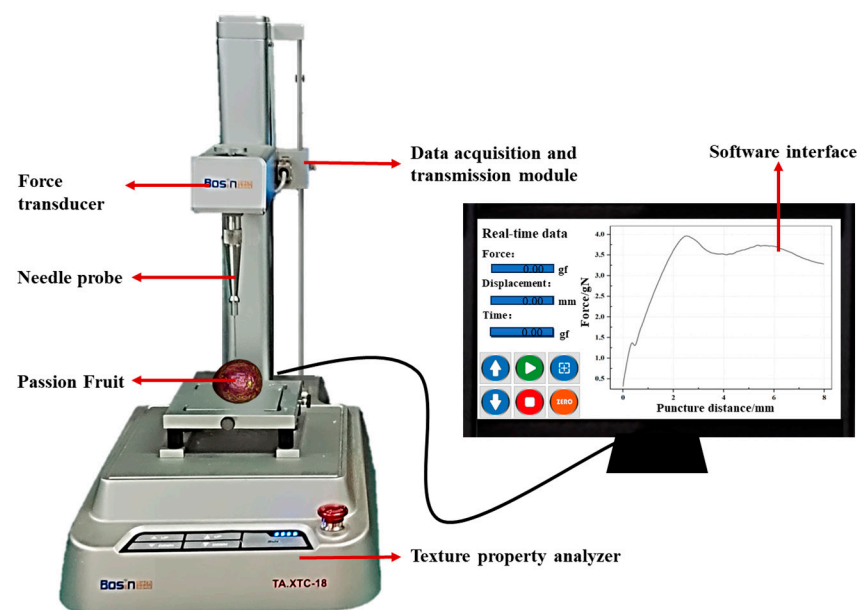 Force
transducer
Needle probe
Passion Fruit
Bosin
Data acquisition and
transmission module
Software interface
Real-time data
Force:
0.00 gf
Displacement:
0.00 mm
Time:
0.00 gf
ZERO
Force/gN
4.0
3.5
3.0
2.5
2.0
1.5
1.0
0.5
0 2 4 6 8
Puncture distance/mm
Texture property analyzer
Bosin
TA.XTC-18